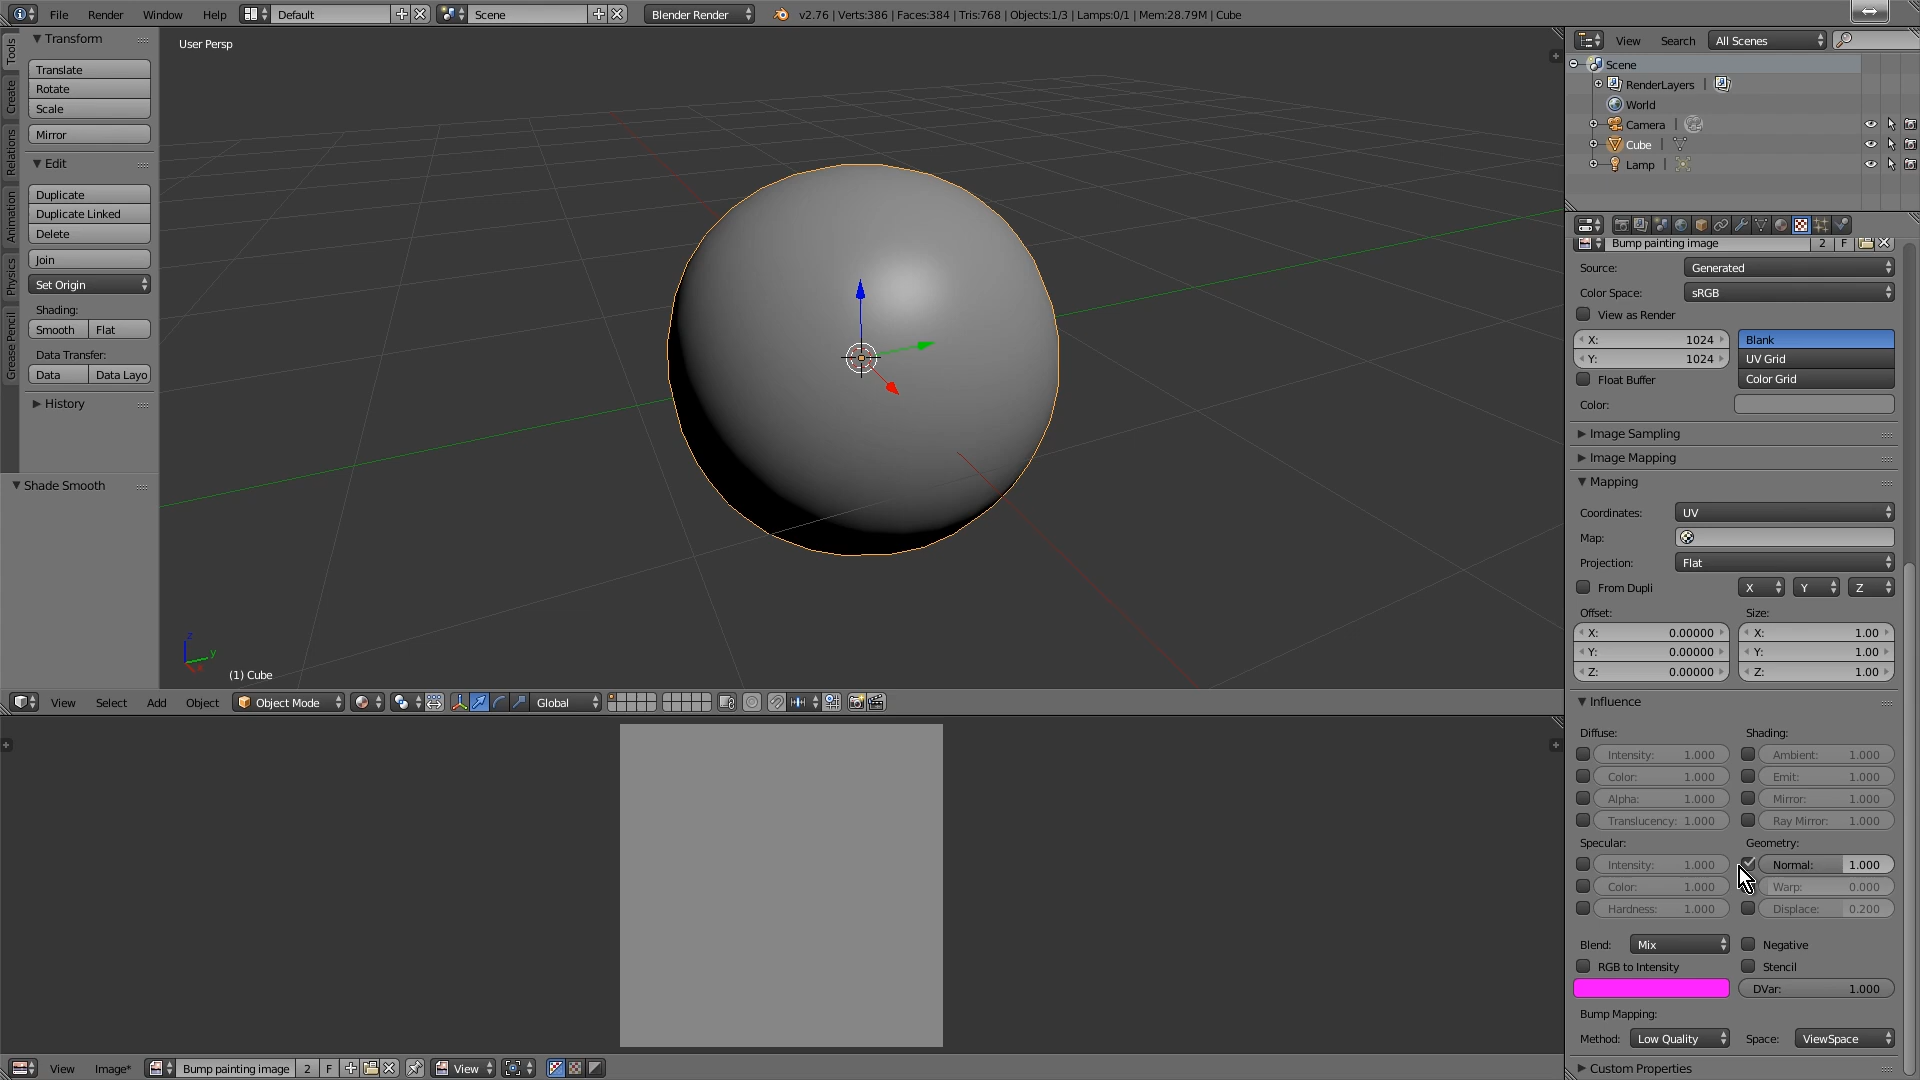 File Render Window Help Default Scene Blender Render v2.76 | Verts:386 | Faces:384 | Tris:768 | Objects:1/3 | Lamps:0/1 | Mem:28.79M | Cube
Tools
Create
Relations
Animation
Physics
Grease Pencil
Transform
Translate
Rotate
Scale
Mirror
Edit
Duplicate
Duplicate Linked
Delete
Join
Set Origin
Shading:
Smooth Flat
Data Transfer:
Data Data Layo
History
Shade Smooth
User Persp
z
y
(1) Cube
View Select Add Object Object Mode Global
View Image* Bump painting image 2 F View
View Search All Scenes
Scene
RenderLayers |
World
Camera |
Cube |
Lamp |
Bump painting image 2 F
Source: Generated
Color Space: sRGB
View as Render
X: 1024 Blank
Y: 1024 UV Grid
Float Buffer Color Grid
Color:
Image Sampling
Image Mapping
Mapping
Coordinates: UV
Map:
Projection: Flat
From Dupli X Y Z
Offset: Size:
X: 0.00000 X: 1.00
Y: 0.00000 Y: 1.00
Z: 0.00000 Z: 1.00
Influence
Diffuse: Shading:
Intensity: 1.000 Ambient: 1.000
Color: 1.000 Emit: 1.000
Alpha: 1.000 Mirror: 1.000
Translucency: 1.000 Ray Mirror: 1.000
Specular: Geometry:
Intensity: 1.000 Normal: 1.000
Color: 1.000 Warp: 0.000
Hardness: 1.000 Displace: 0.200
Blend: Mix Negative
RGB to Intensity Stencil
DVar: 1.000
Bump Mapping:
Method: Low Quality Space: ViewSpace
Custom Properties